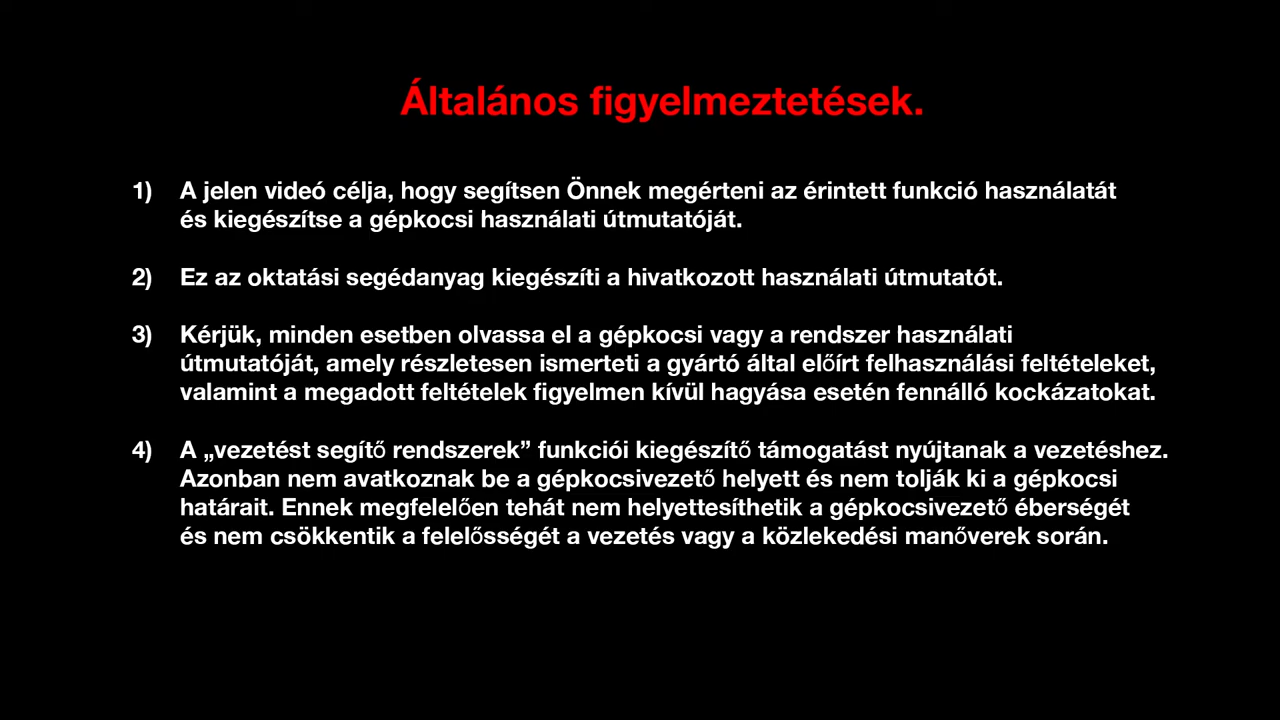 Általános figyelmeztetések.
1) A jelen videó célja, hogy segítsen Önnek megérteni az érintett funkció használatát
és kiegészítse a gépkocsi használati útmutatóját.
2) Ez az oktatási segédanyag kiegészíti a hivatkozott használati útmutatót.
3) Kérjük, minden esetben olvassa el a gépkocsi vagy a rendszer használati
útmutatóját, amely részletesen ismerteti a gyártó által előírt felhasználási feltételeket,
valamint a megadott feltételek figyelmen kívül hagyása esetén fennálló kockázatokat.
4) A „vezetést segítő rendszerek” funkciói kiegészítő támogatást nyújtanak a vezetéshez.
Azonban nem avatkoznak be a gépkocsivezető helyett és nem tolják ki a gépkocsi
határait. Ennek megfelelően tehát nem helyettesíthetik a gépkocsivezető éberségét
és nem csökkentik a felelősségét a vezetés vagy a közlekedési manőverek során.